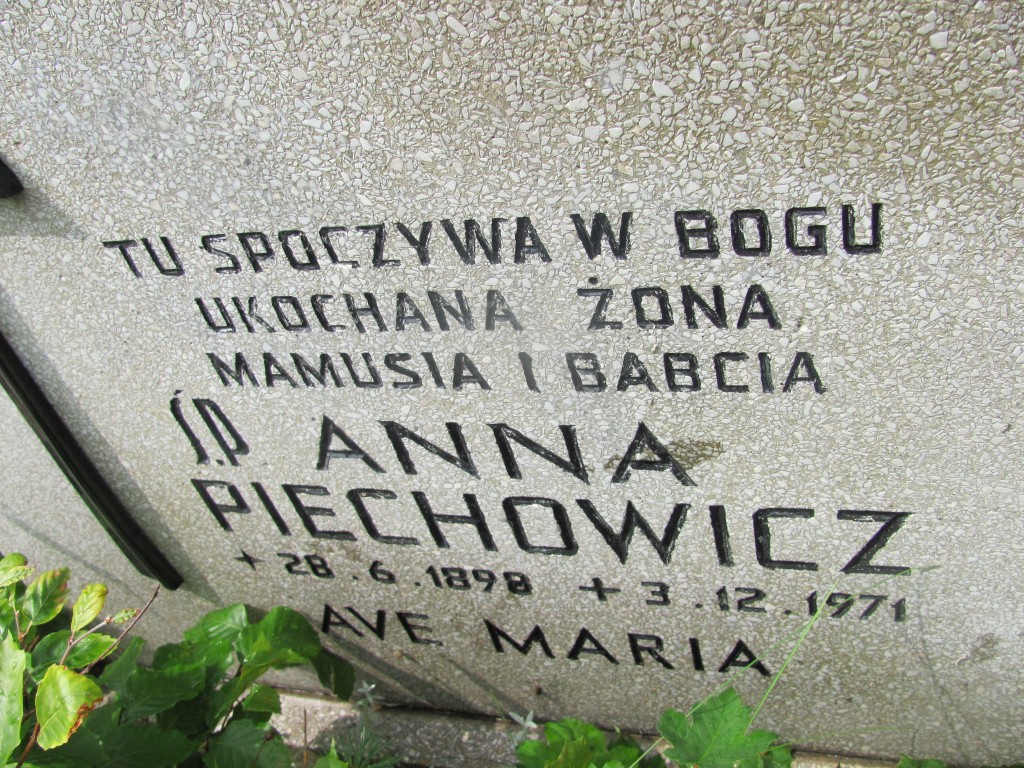 TU SPOCZYWA W BOGU
UKOCHANA ŻONA
MAMUSIA I BABCIA
Ś.P. ANNA
PIECHOWICZ
+ 28.6.1898 + 3.12.1971
AVE MARIA